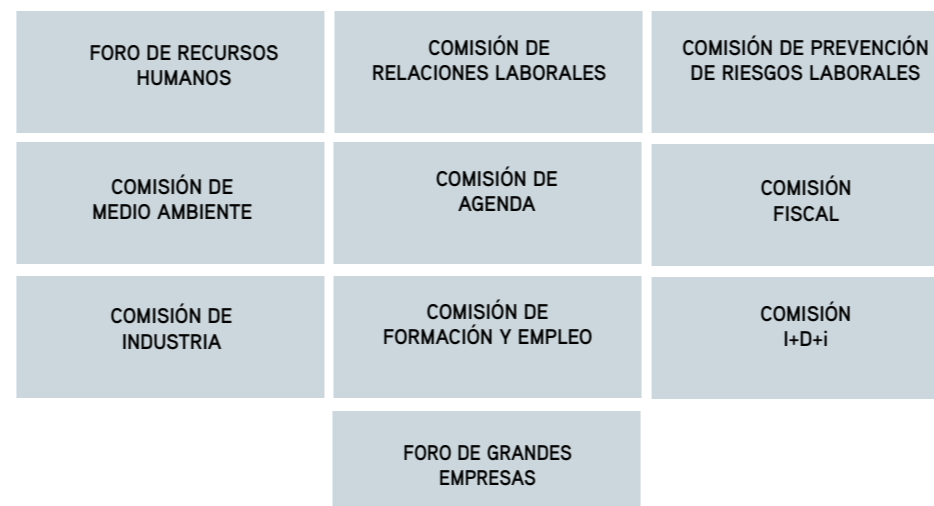 FORO DE RECURSOS
HUMANOS
COMISIÓN DE
RELACIONES LABORALES
COMISIÓN DE PREVENCIÓN
DE RIESGOS LABORALES
COMISIÓN DE
MEDIO AMBIENTE
COMISIÓN DE
AGENDA
COMISIÓN
FISCAL
COMISIÓN DE
INDUSTRIA
COMISIÓN DE
FORMACIÓN Y EMPLEO
COMISIÓN
I+D+i
FORO DE GRANDES
EMPRESAS